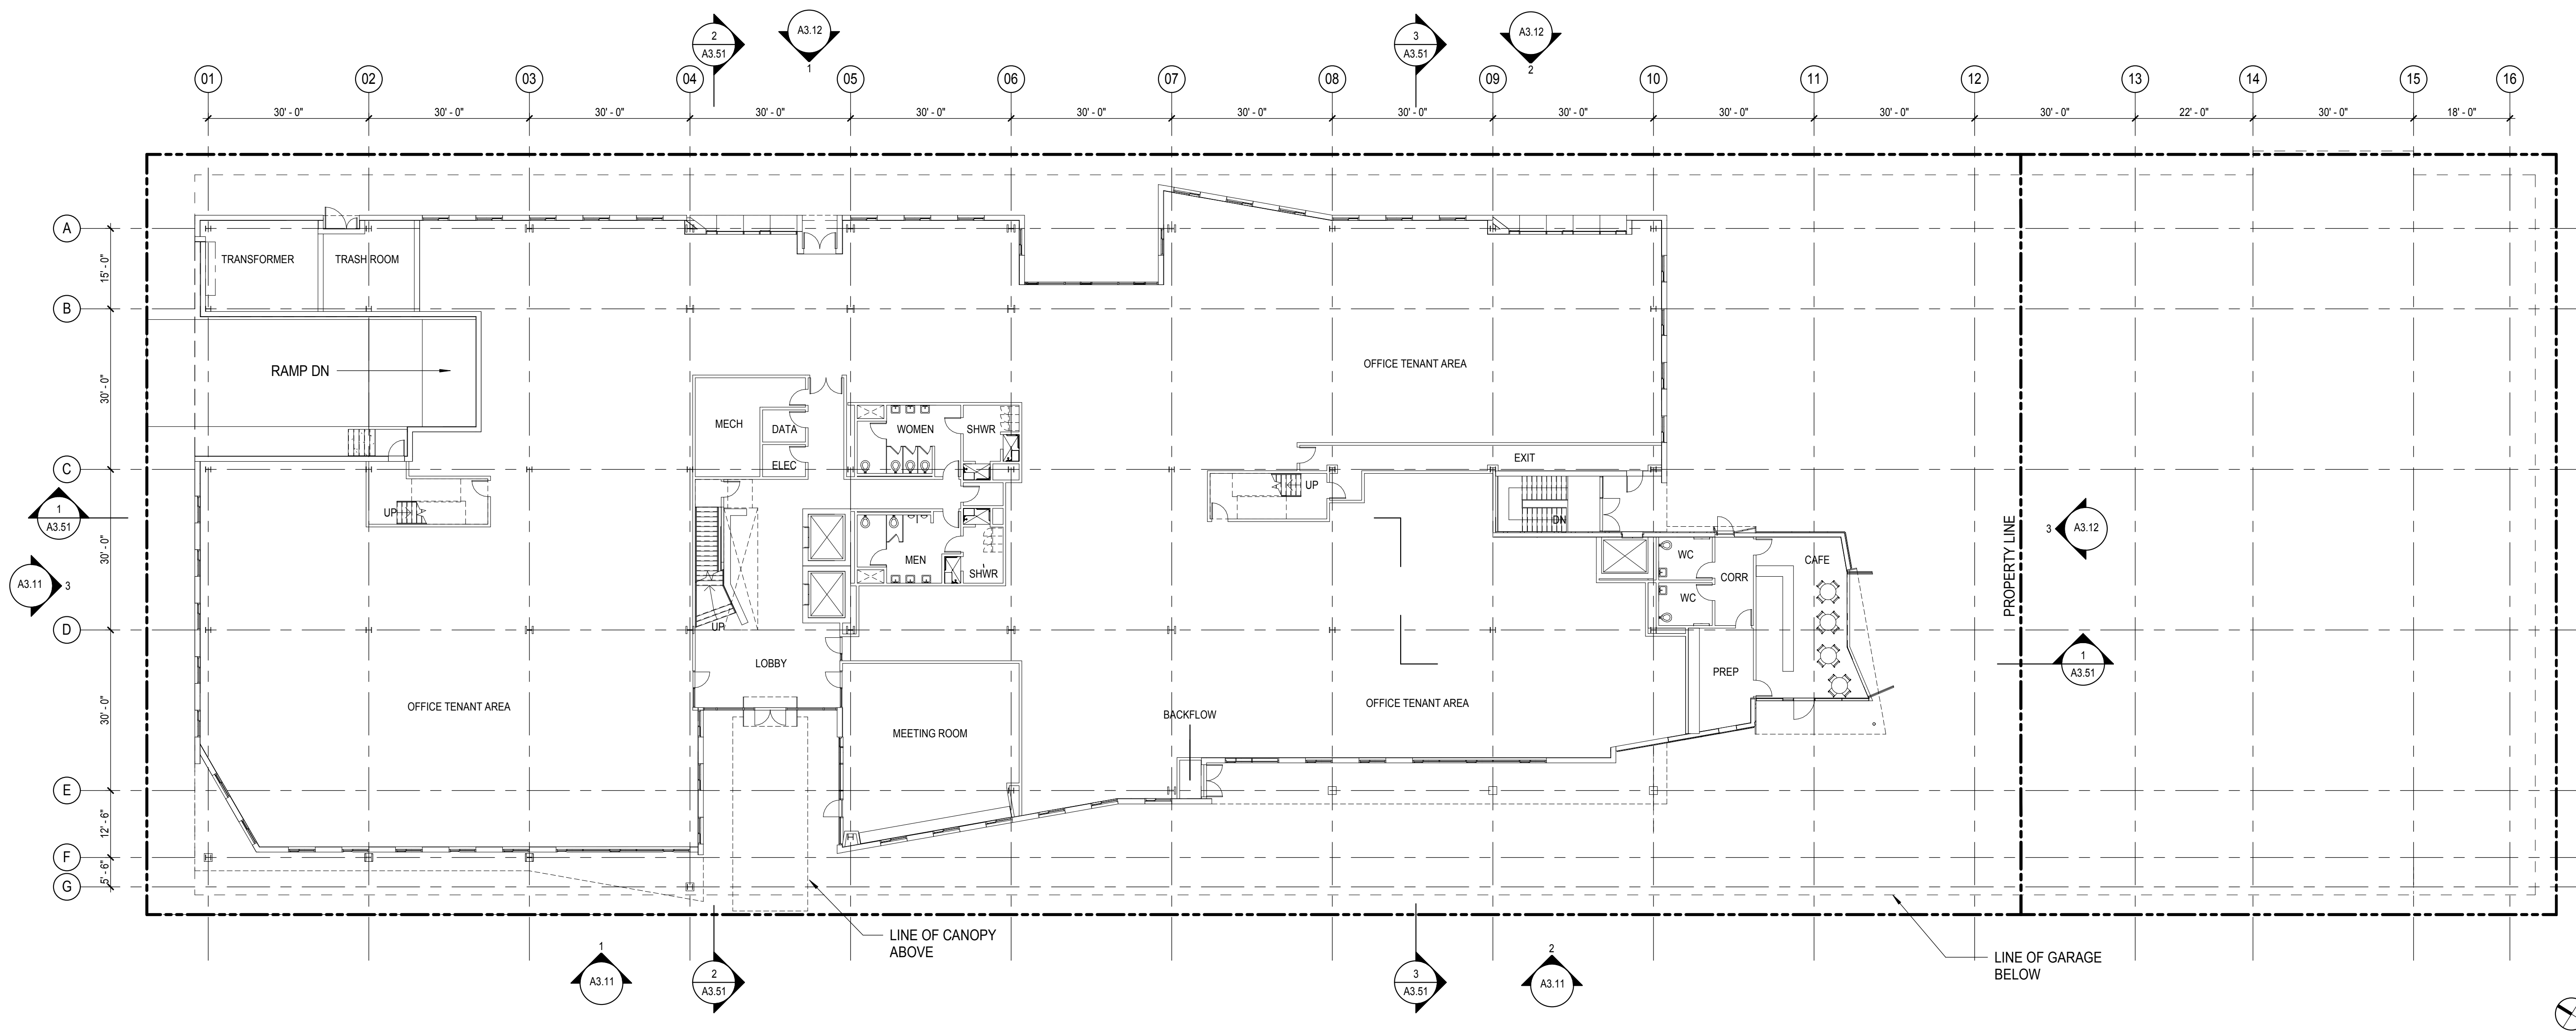 2
A3.51
A3.12
1
3
A3.51
A3.12
2
01 02 03 04 05 06 07 08 09 10 11 12 13 14 15 16
30' - 0" 30' - 0" 30' - 0" 30' - 0" 30' - 0" 30' - 0" 30' - 0" 30' - 0" 30' - 0" 30' - 0" 30' - 0" 30' - 0" 22' - 0" 30' - 0" 18' - 0"
A
15' - 0"
TRANSFORMER
TRASH ROOM
B
30' - 0"
RAMP DN
OFFICE TENANT AREA
MECH
DATA
WOMEN
SHWR
ELEC
EXIT
C
UP
UP
DN
1
A3.51
30' - 0"
A3.11
3
MEN
SHWR
WC
WC
CORR
CAFE
PROPERTY LINE
3
A3.12
D
UP
LOBBY
PREP
1
A3.51
30' - 0"
OFFICE TENANT AREA
MEETING ROOM
BACKFLOW
OFFICE TENANT AREA
E
12' - 6"
F
5' - 6"
G
LINE OF CANOPY
ABOVE
LINE OF GARAGE
BELOW
1
A3.11
2
A3.51
3
A3.51
2
A3.11